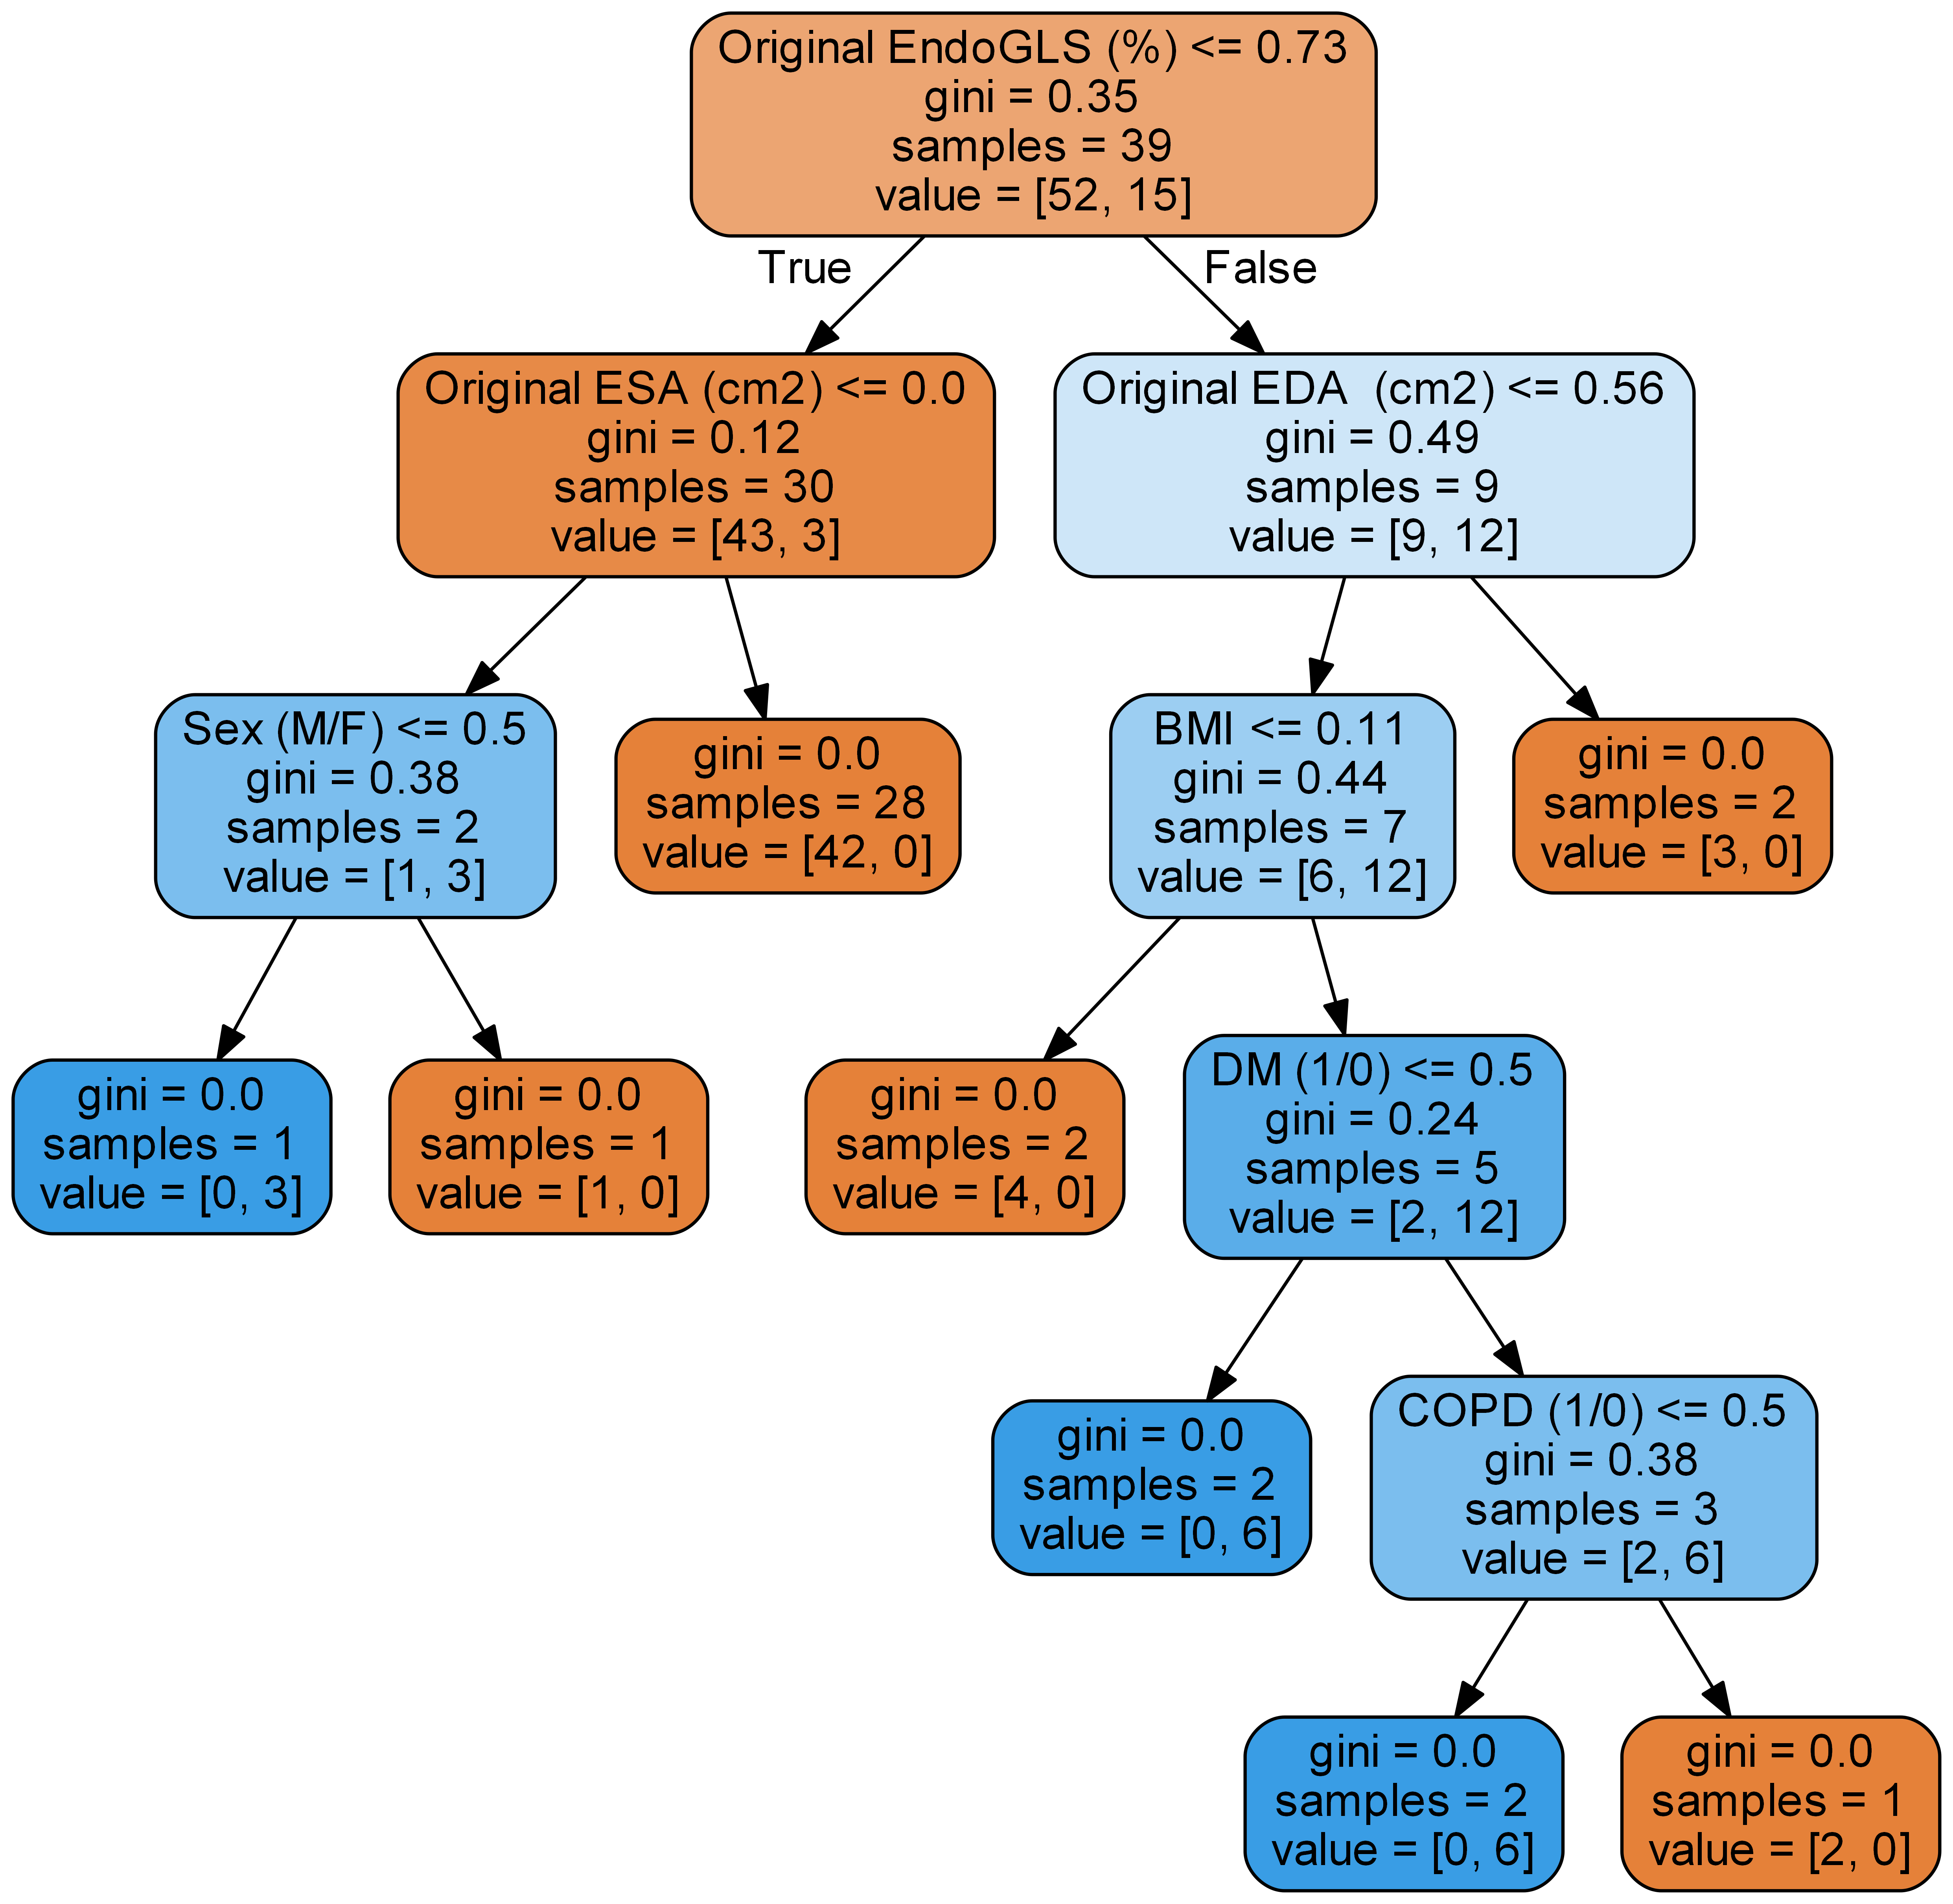 Original EndoGLS (%) <= 0.73
gini = 0.35
samples = 39
value = [52, 15]
True
False
Original ESA (cm2) <= 0.0
gini = 0.12
samples = 30
value = [43, 3]
Original EDA  (cm2) <= 0.56
gini = 0.49
samples = 9
value = [9, 12]
Sex (M/F) <= 0.5
gini = 0.38
samples = 2
value = [1, 3]
gini = 0.0
samples = 28
value = [42, 0]
BMI <= 0.11
gini = 0.44
samples = 7
value = [6, 12]
gini = 0.0
samples = 2
value = [3, 0]
gini = 0.0
samples = 1
value = [0, 3]
gini = 0.0
samples = 1
value = [1, 0]
gini = 0.0
samples = 2
value = [4, 0]
DM (1/0) <= 0.5
gini = 0.24
samples = 5
value = [2, 12]
gini = 0.0
samples = 2
value = [0, 6]
COPD (1/0) <= 0.5
gini = 0.38
samples = 3
value = [2, 6]
gini = 0.0
samples = 2
value = [0, 6]
gini = 0.0
samples = 1
value = [2, 0]